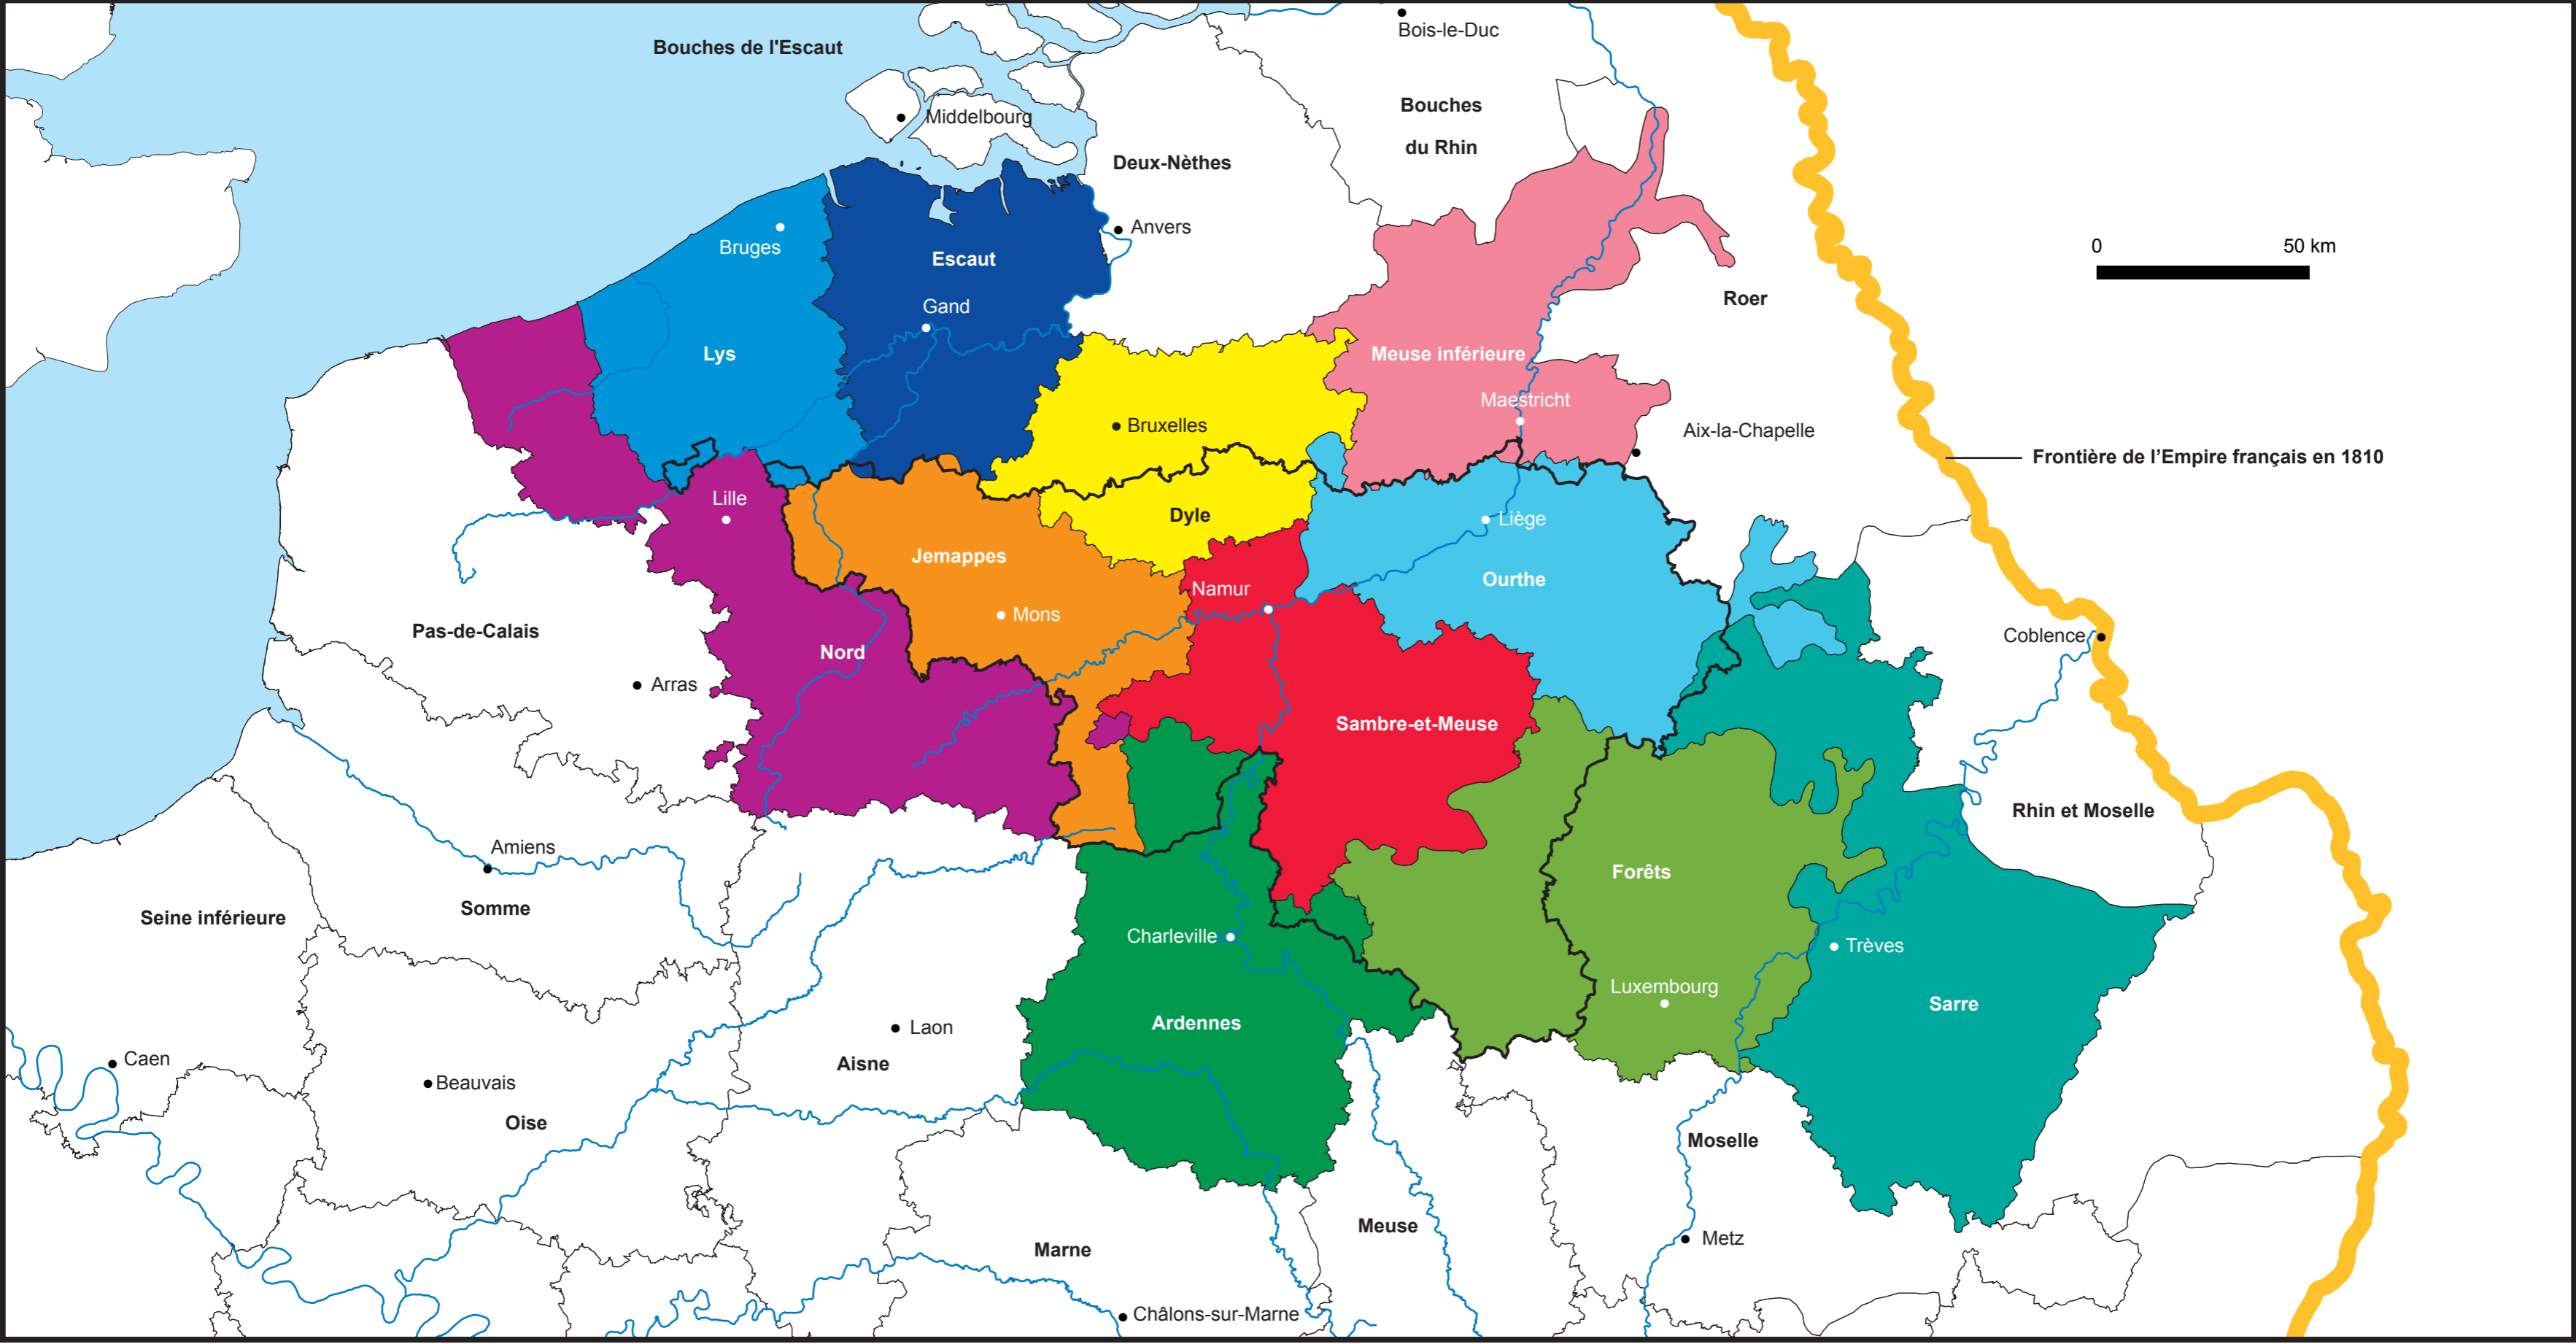 Bois-le-Duc
Bouches de l'Escaut
Bouches
du Rhin
Middelbourg
Deux-Nèthes
Anvers
Bruges
Escaut
0
50 km
Gand
Roer
Lys
Meuse inférieure
Maestricht
Bruxelles
Aix-la-Chapelle
Frontière de l’Empire français en 1810
Lille
Dyle
Liège
Jemappes
Ourthe
Namur
Mons
Pas-de-Calais
Nord
Coblence
Arras
Sambre-et-Meuse
Rhin et Moselle
Amiens
Forêts
Seine inférieure
Somme
Charleville
Trèves
Luxembourg
Sarre
Ardennes
Laon
Caen
Aisne
Beauvais
Oise
Moselle
Meuse
Metz
Marne
Châlons-sur-Marne